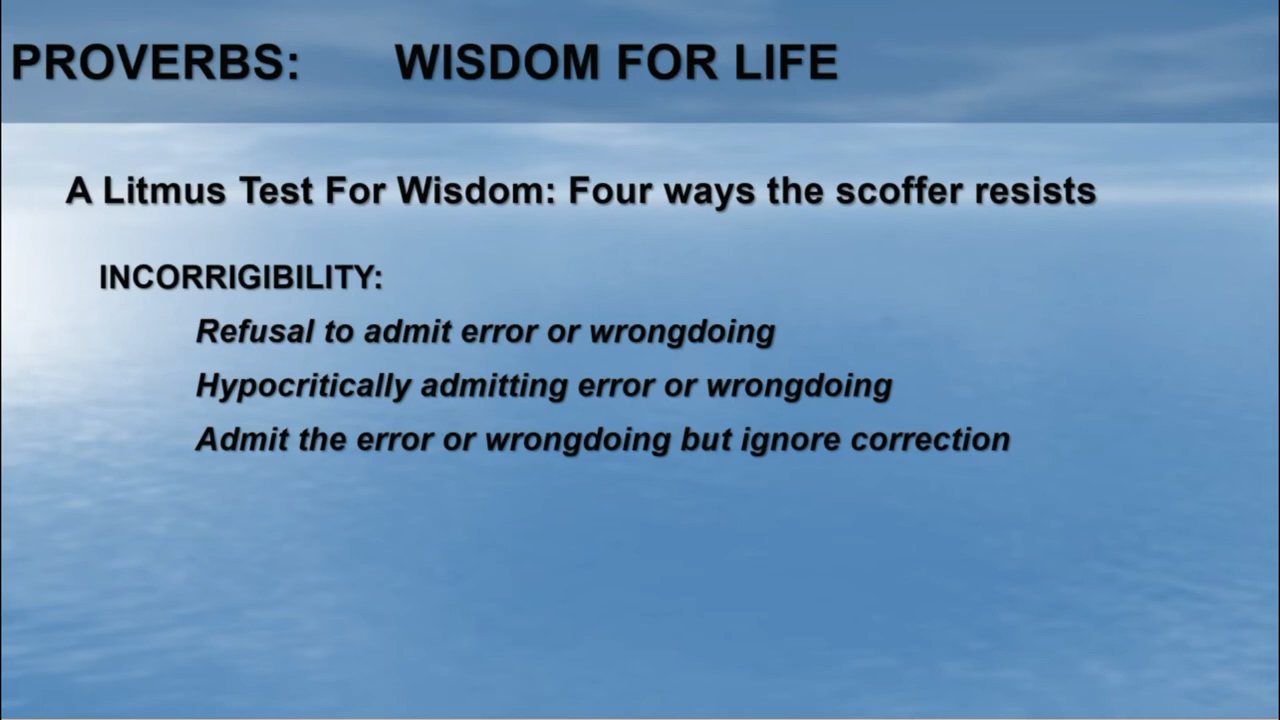 PROVERBS: WISDOM FOR LIFE
A Litmus Test For Wisdom: Four ways the scoffer resists
INCORRIGIBILITY:
Refusal to admit error or wrongdoing
Hypocritically admitting error or wrongdoing
Admit the error or wrongdoing but ignore correction